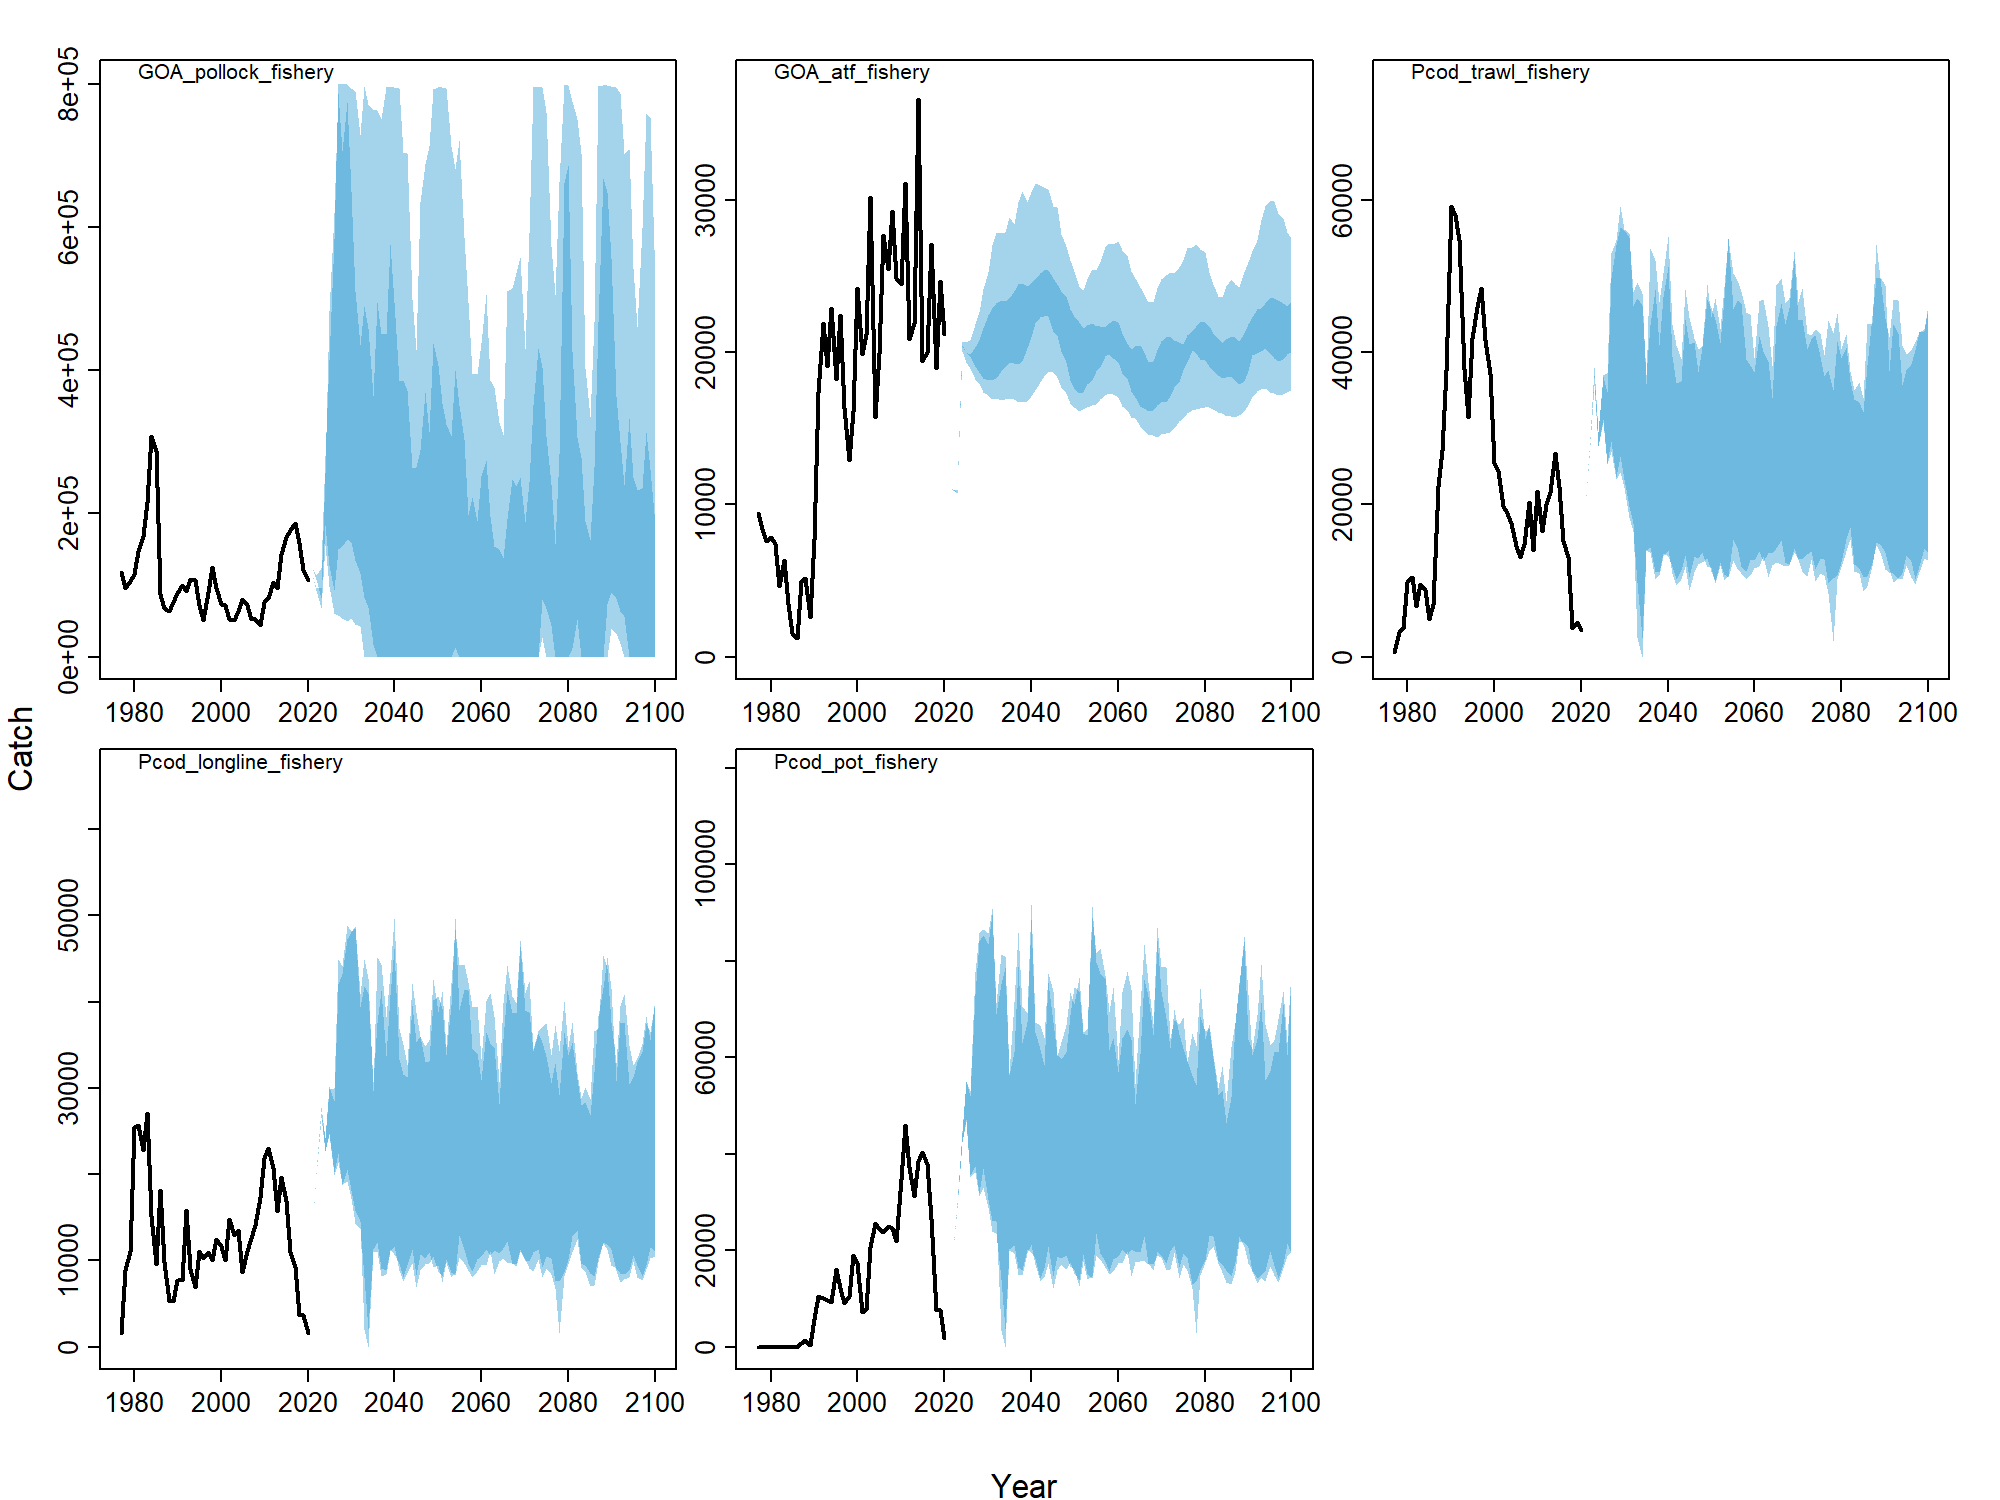 GOA_pollock_fishery
GOA_atf_fishery
Pcod_trawl_fishery
0e+00 2e+05 4e+05 6e+05 8e+05
0 10000 20000 30000
0 20000 40000 60000
1980 2000 2020 2040 2060 2080 2100
1980 2000 2020 2040 2060 2080 2100
1980 2000 2020 2040 2060 2080 2100
Catch
Pcod_longline_fishery
Pcod_pot_fishery
0 10000 30000 50000
0 20000 60000 100000
1980 2000 2020 2040 2060 2080 2100
1980 2000 2020 2040 2060 2080 2100
Year